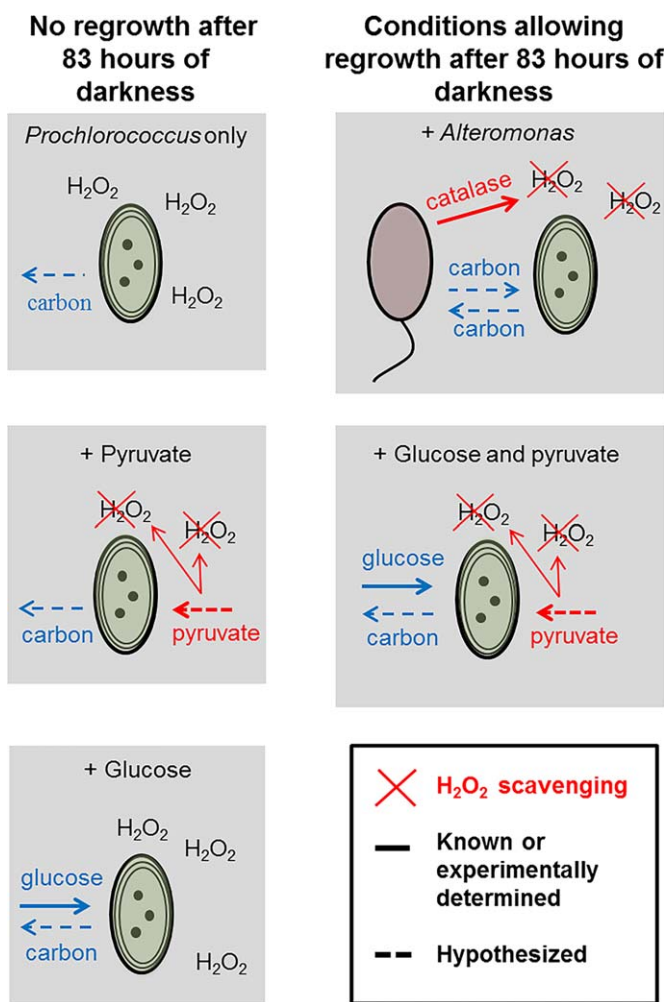 No regrowth after
83 hours of
darkness
Conditions allowing
regrowth after 83 hours of
darkness
Prochlorococcus only
H₂O₂
H₂O₂
H₂O₂
carbon
+ Alteromonas
catalase
H₂O₂
H₂O₂
carbon
carbon
+ Pyruvate
H₂O₂
H₂O₂
carbon
pyruvate
+ Glucose and pyruvate
H₂O₂
H₂O₂
glucose
carbon
pyruvate
+ Glucose
H₂O₂
H₂O₂
glucose
carbon
H₂O₂
H₂O₂ scavenging
Known or
experimentally
determined
Hypothesized